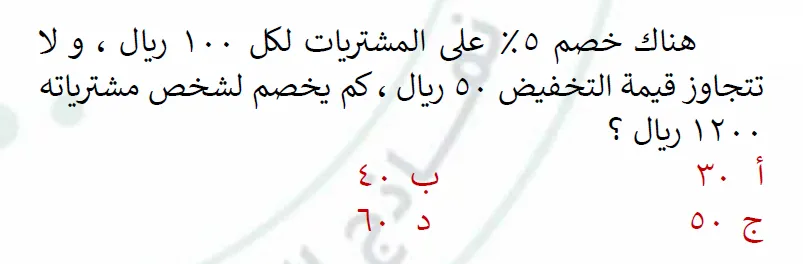 هناك خصم ٥٪ على المشتريات لكل ١٠٠ ريال ، و لا
تتجاوز قيمة التخفيض ٥٠ ريال ، كم يخصم لشخص مشترياته
١٢٠٠ ريال ؟
أ ٣٠ ب ٤٠
ج ٥٠ د ٦٠